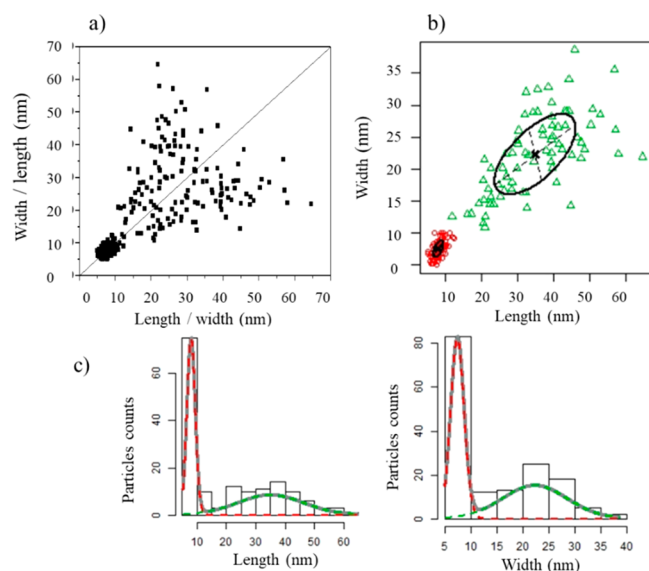 a)
70
60
50
40
30
20
10
0
Width / length (nm)
0 10 20 30 40 50 60 70
Length / width (nm)
b)
35
30
25
20
15
10
0
Width (nm)
10 20 30 40 50 60
Length (nm)
c)
60
40
20
0
Particles counts
10 20 30 40 50 60
Length (nm)
80
60
40
20
0
Particles counts
5 10 15 20 25 30 35 40
Width (nm)